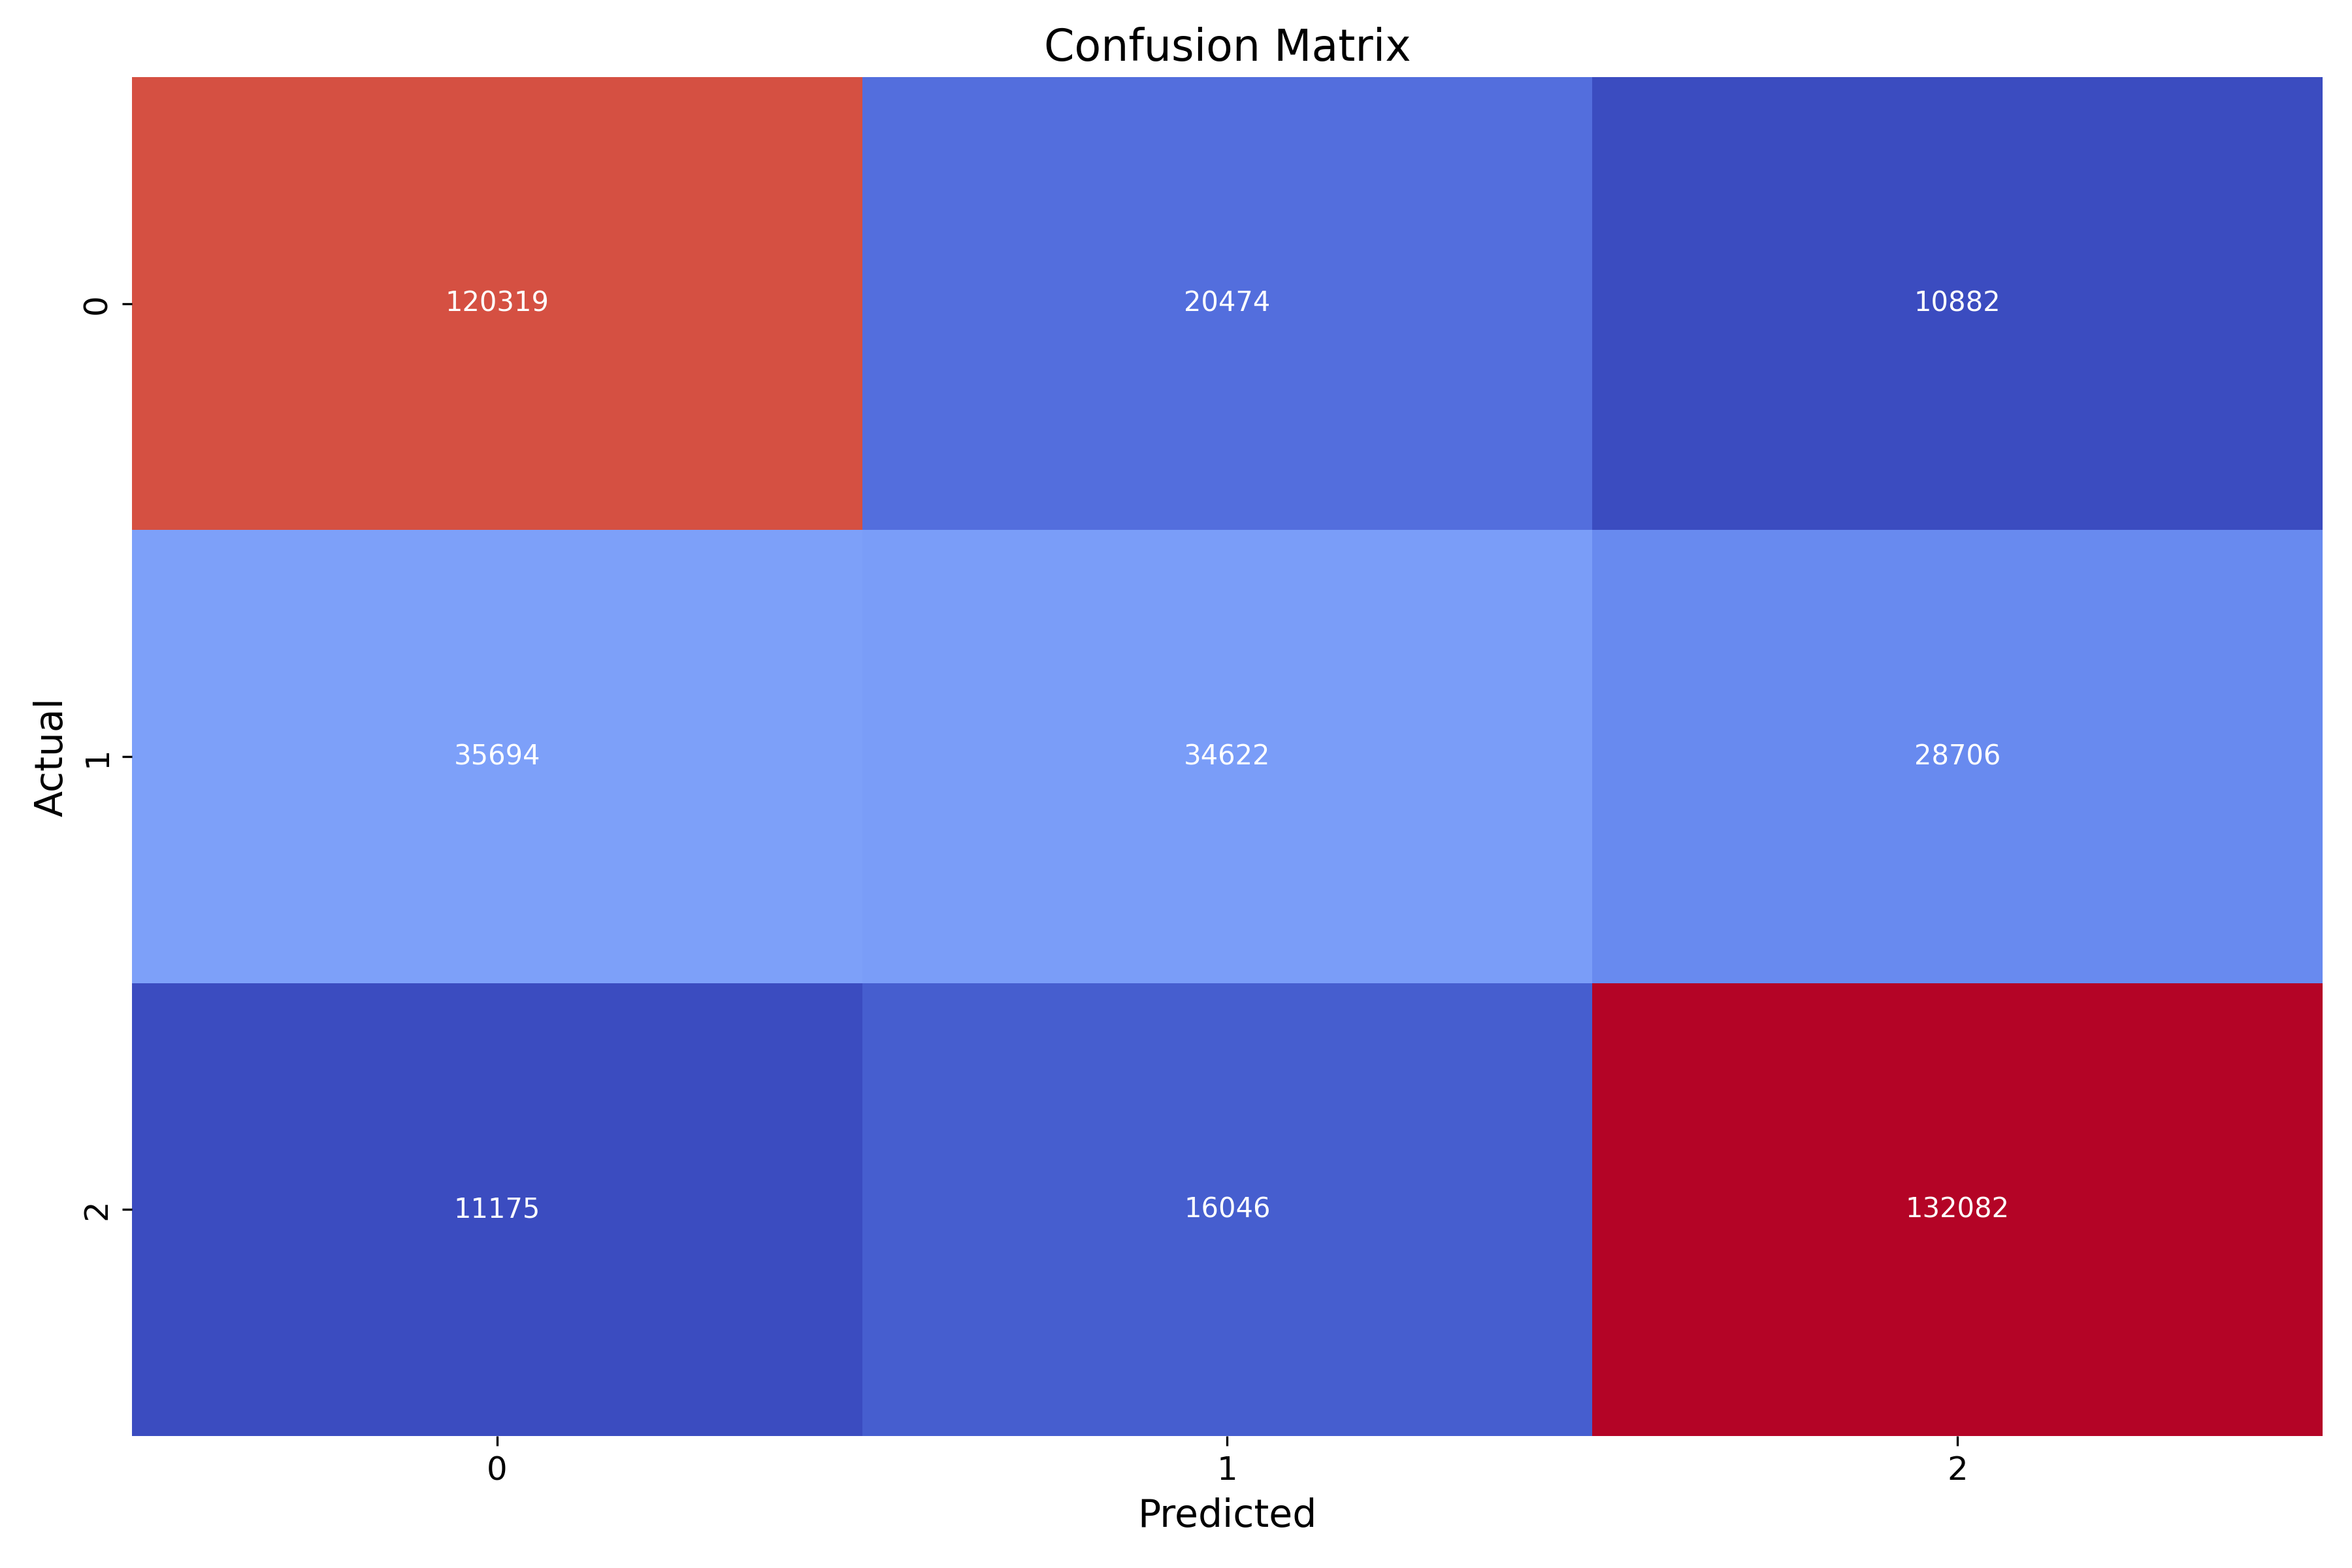 Confusion Matrix
Actual
0
120319 20474 10882
1
35694 34622 28706
2
11175 16046 132082
0 1 2
Predicted